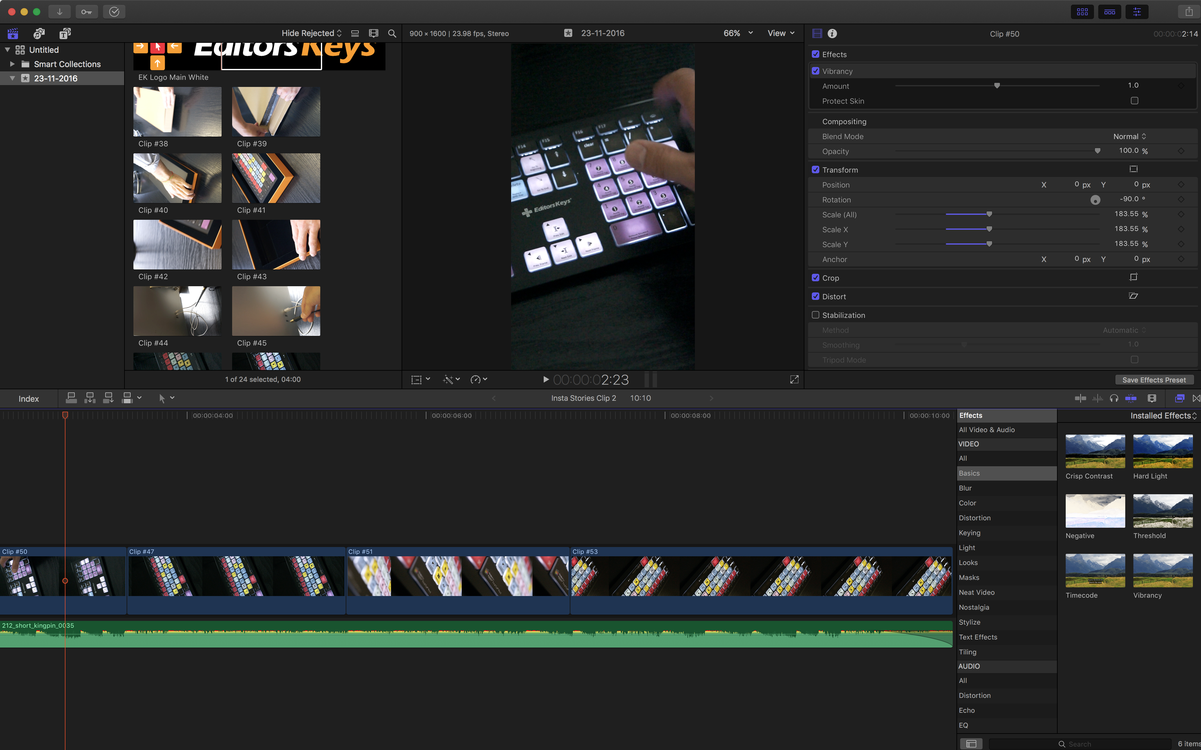 Hide Rejected
900 × 1600 | 23.98 fps, Stereo
23-11-2016
66%
View
Clip #50
00:00:02:14
Untitled
Smart Collections
23-11-2016
EditorsKeys
EK Logo Main White
Clip #38
Clip #39
Clip #40
Clip #41
Clip #42
Clip #43
Clip #44
Clip #45
1 of 24 selected, 04:00
EditorsKeys
00:00:02:23
Effects
Vibrancy
Amount
1.0
Protect Skin
Compositing
Blend Mode
Normal
Opacity
100.0 %
Transform
Position
X 0 px Y 0 px
Rotation
-90.0 °
Scale (All)
183.55 %
Scale X
183.55 %
Scale Y
183.55 %
Anchor
X 0 px Y 0 px
Crop
Distort
Stabilization
Method
Automatic
Smoothing
1.0
Tripod Mode
Save Effects Preset
Index
Insta Stories Clip 2
10:10
00:00:04:00
00:00:06:00
00:00:08:00
00:00:10:00
Clip #50
Clip #47
Clip #51
Clip #53
212_short_kingpin_0035
Effects
All Video & Audio
VIDEO
All
Basics
Blur
Color
Distortion
Keying
Light
Looks
Masks
Neat Video
Nostalgia
Stylize
Text Effects
Tiling
AUDIO
All
Distortion
Echo
EQ
Installed Effects
Crisp Contrast
Hard Light
Negative
Threshold
Timecode
Vibrancy
Search
6 items